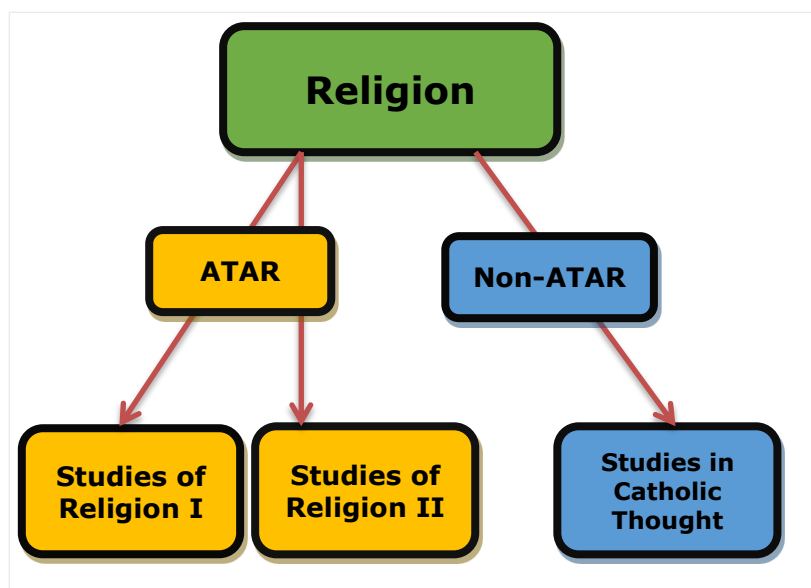 Religion
ATAR
Non-ATAR
Studies of
Religion I
Studies of
Religion II
Studies in
Catholic
Thought